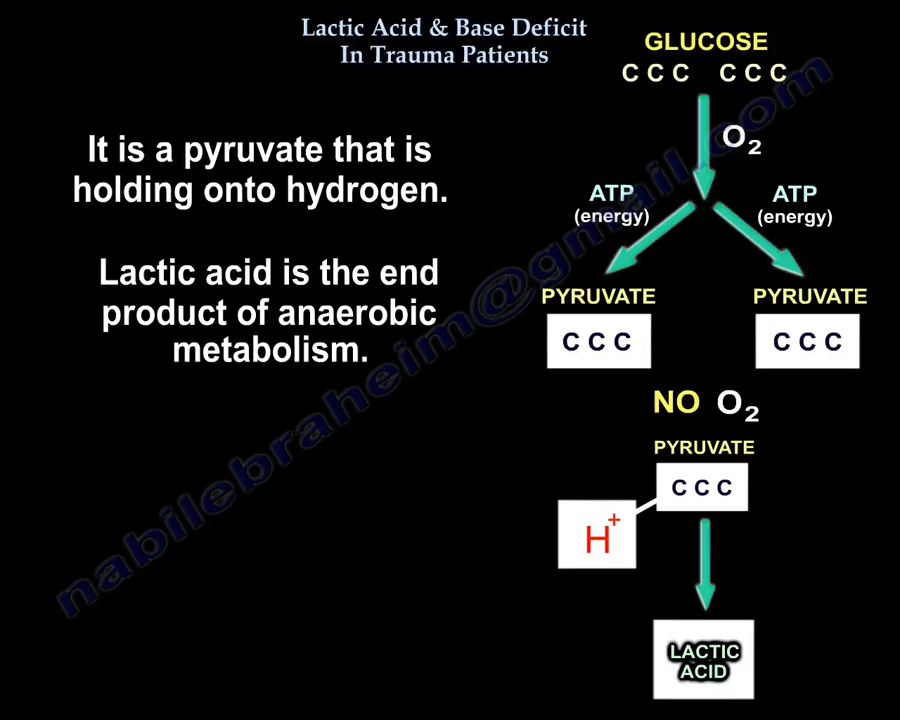 Lactic Acid & Base Deficit
In Trauma Patients
It is a pyruvate that is
holding onto hydrogen.
Lactic acid is the end
product of anaerobic
metabolism.
GLUCOSE
C C C   C C C
O2
ATP
(energy)
ATP
(energy)
PYRUVATE
PYRUVATE
C C C
C C C
NO O2
PYRUVATE
C C C
H+
LACTIC
ACID
nabilebraheim@gmail.com